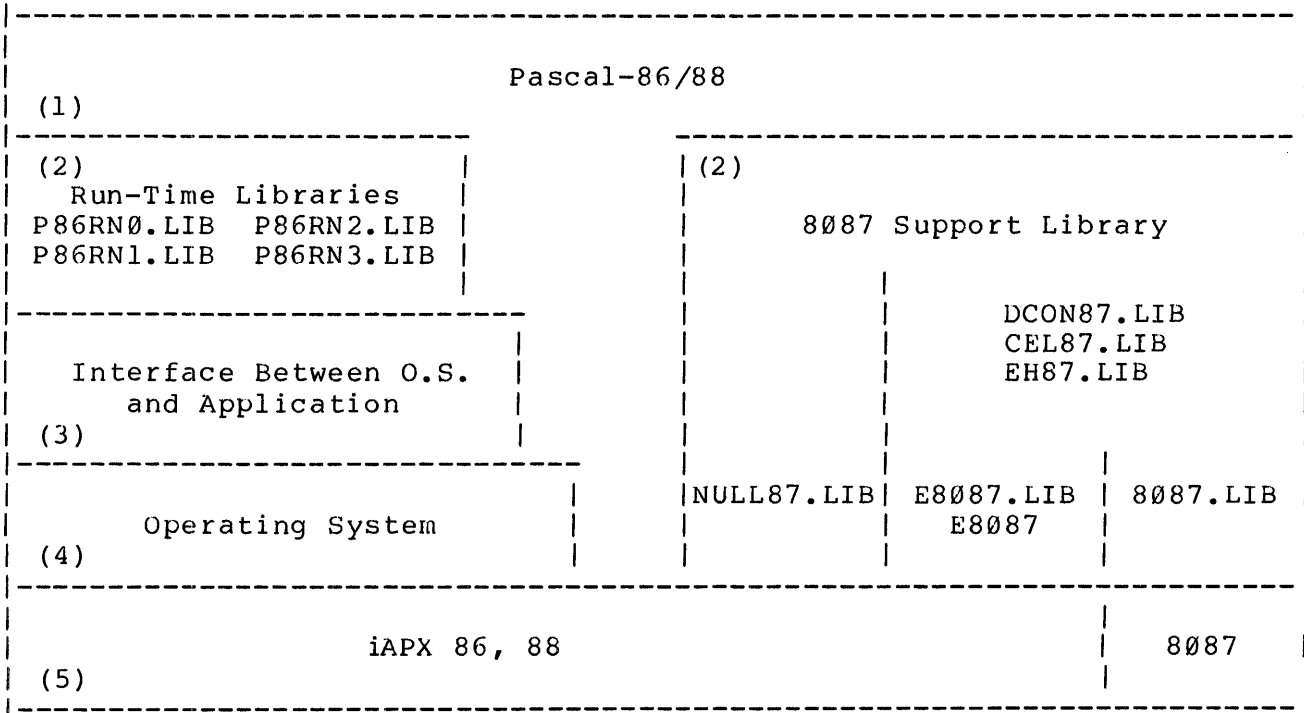 Pascal-86/88
(1)
(2)
Run-Time Libraries
P86RN0.LIB P86RN2.LIB
P86RN1.LIB P86RN3.LIB
(2)
8087 Support Library
DCON87.LIB
CEL87.LIB
EH87.LIB
Interface Between O.S.
and Application
(3)
NULL87.LIB E8087.LIB 8087.LIB
E8087
Operating System
(4)
iAPX 86, 88 8087
(5)